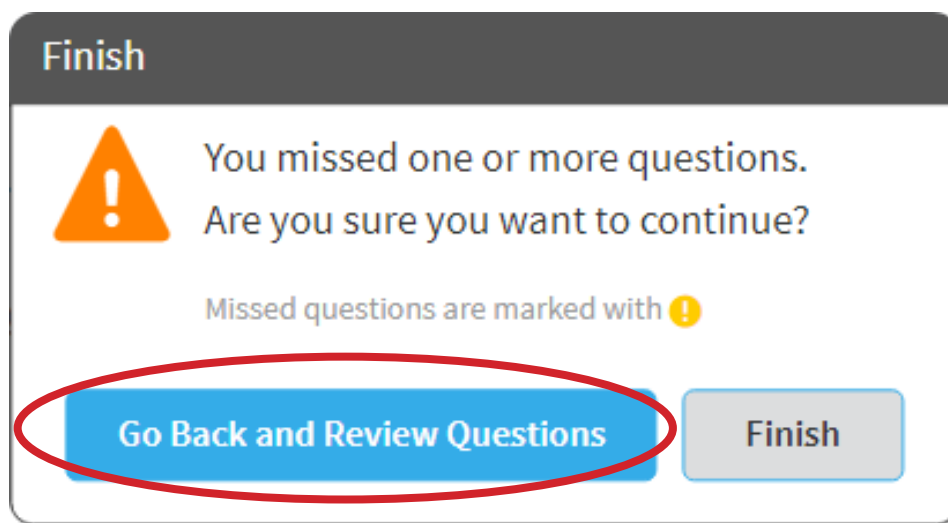 Finish
You missed one or more questions.
Are you sure you want to continue?
Missed questions are marked with !
Go Back and Review Questions
Finish